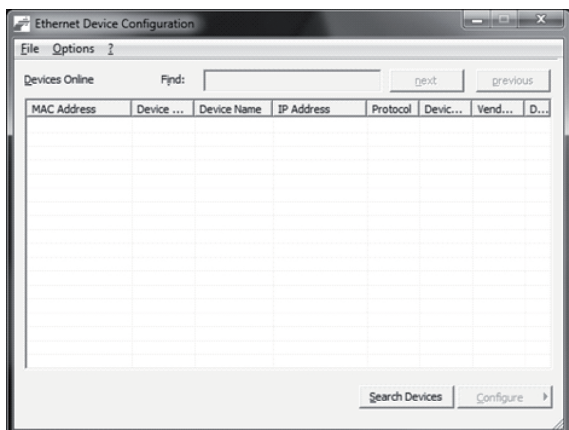 Ethernet Device Configuration
File Options ?
Devices Online Find: next previous
MAC Address Device ... Device Name IP Address Protocol Devic... Vend... D...
Search Devices Configure